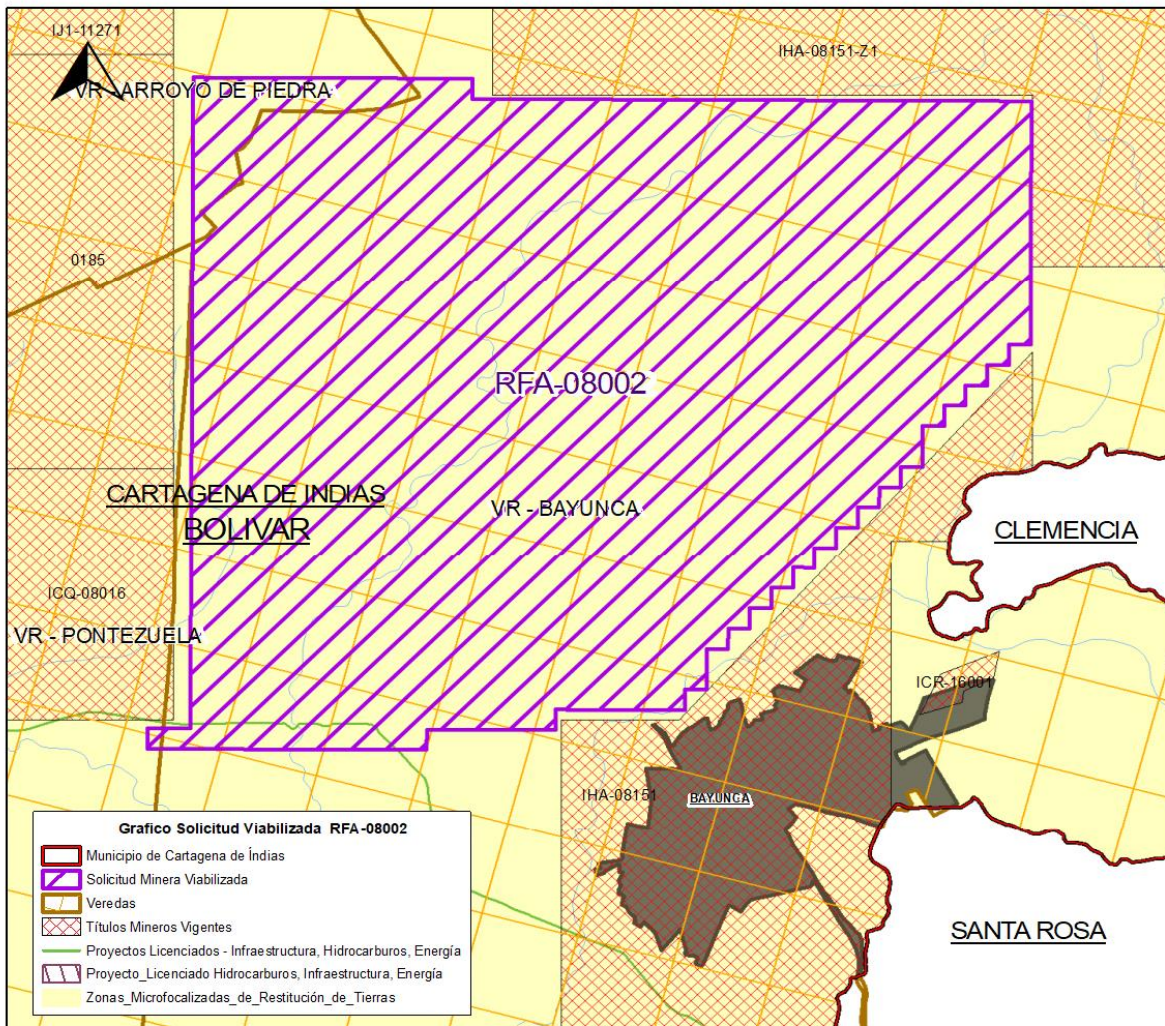 IJ1-11271
IHA-08151-Z1
VR - ARROYO DE PIEDRA
0185
RFA-08002
CARTAGENA DE INDIAS
BOLIVAR
VR - BAYUNCA
CLEMENCIA
ICQ-08016
VR - PONTEZUELA
ICR-16001
IHA-08151
BAYUNCA
SANTA ROSA
Grafico Solicitud Viabilizada RFA-08002
Municipio de Cartagena de Índias
Solicitud Minera Viabilizada
Veredas
Títulos Mineros Vigentes
Proyectos Licenciados - Infraestructura, Hidrocarburos, Energía
Proyecto_Licenciado Hidrocarburos, Infraestructura, Energía
Zonas_Microfocalizadas_de_Restitución_de_Tierras